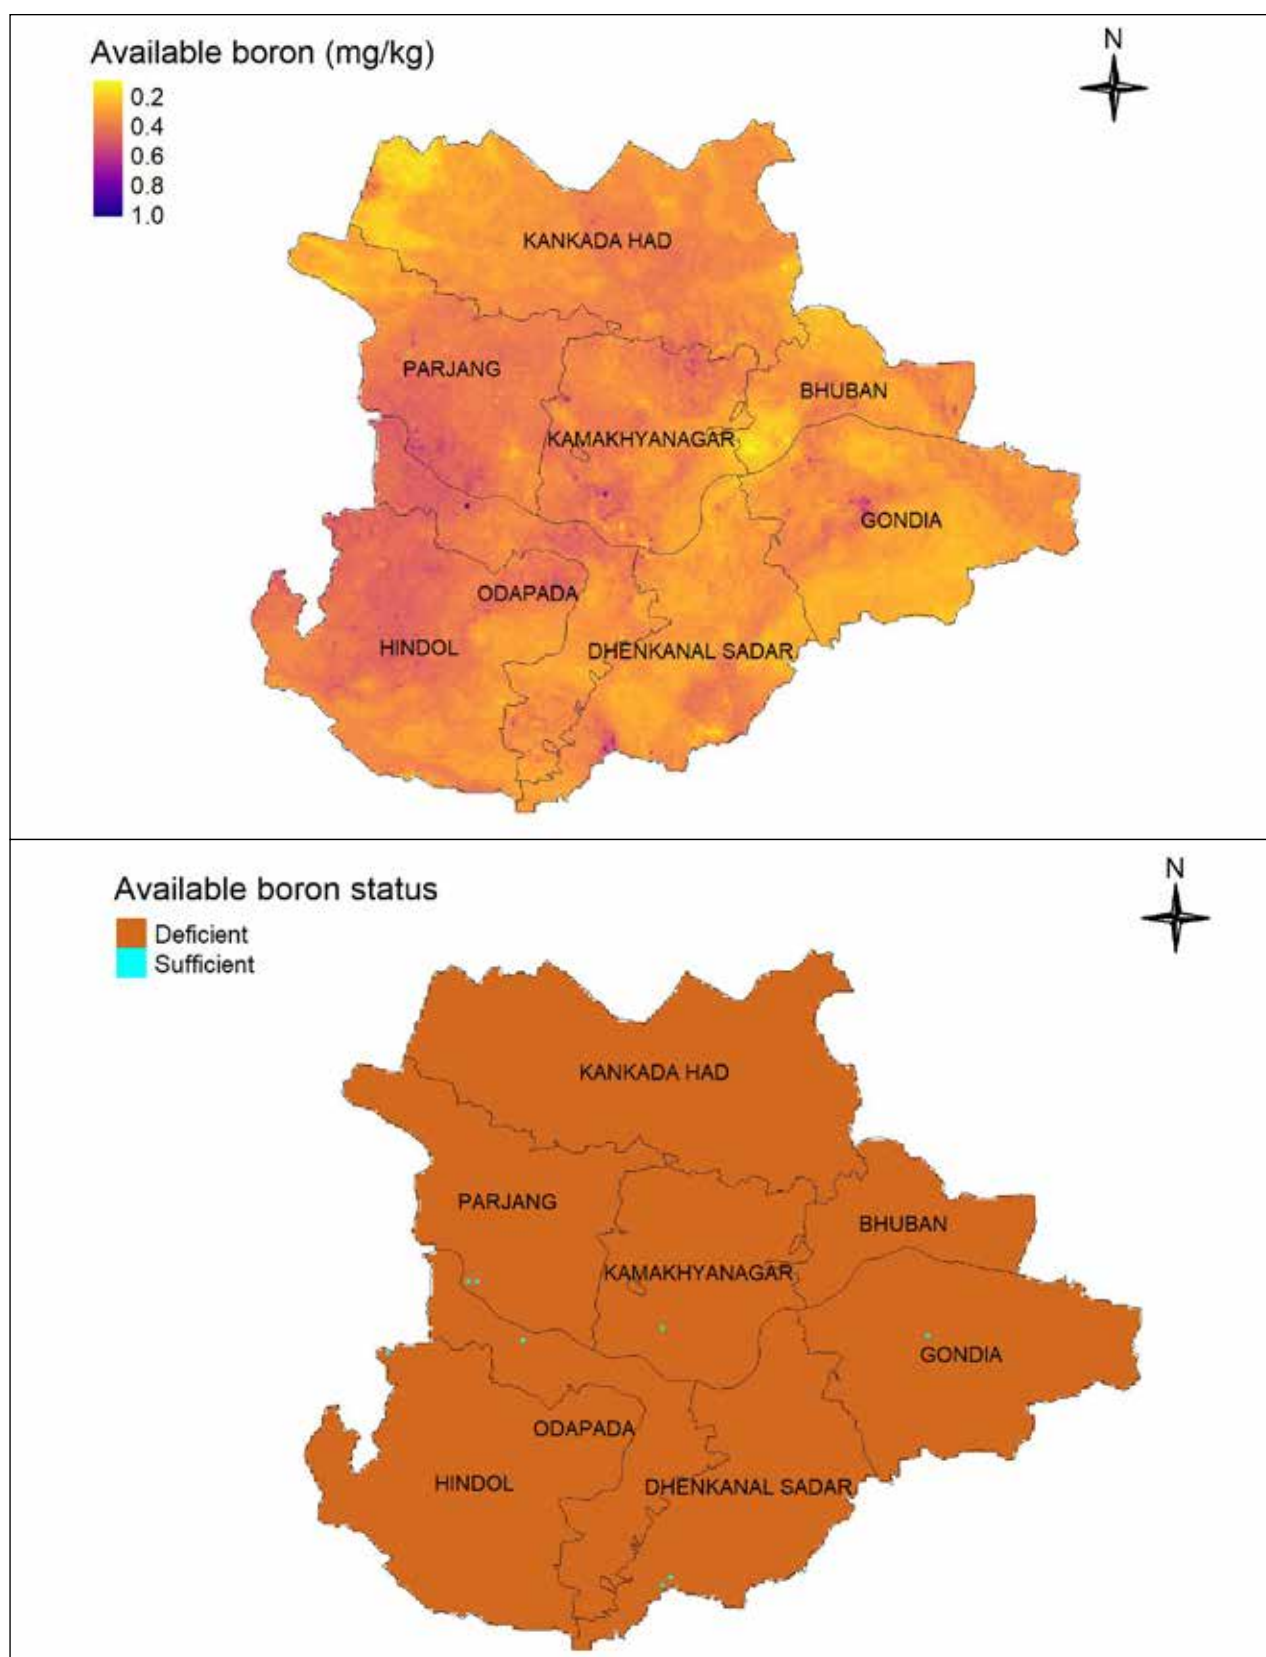 Available boron (mg/kg)
N
0.2
0.4
0.6
0.8
1.0
KANKADA HAD
PARJANG
BHUBAN
KAMAKHYANAGAR
GONDIA
ODAPADA
HINDOL
DHENKANAL SADAR
Available boron status
N
Deficient
Sufficient
KANKADA HAD
PARJANG
BHUBAN
KAMAKHYANAGAR
GONDIA
ODAPADA
HINDOL
DHENKANAL SADAR